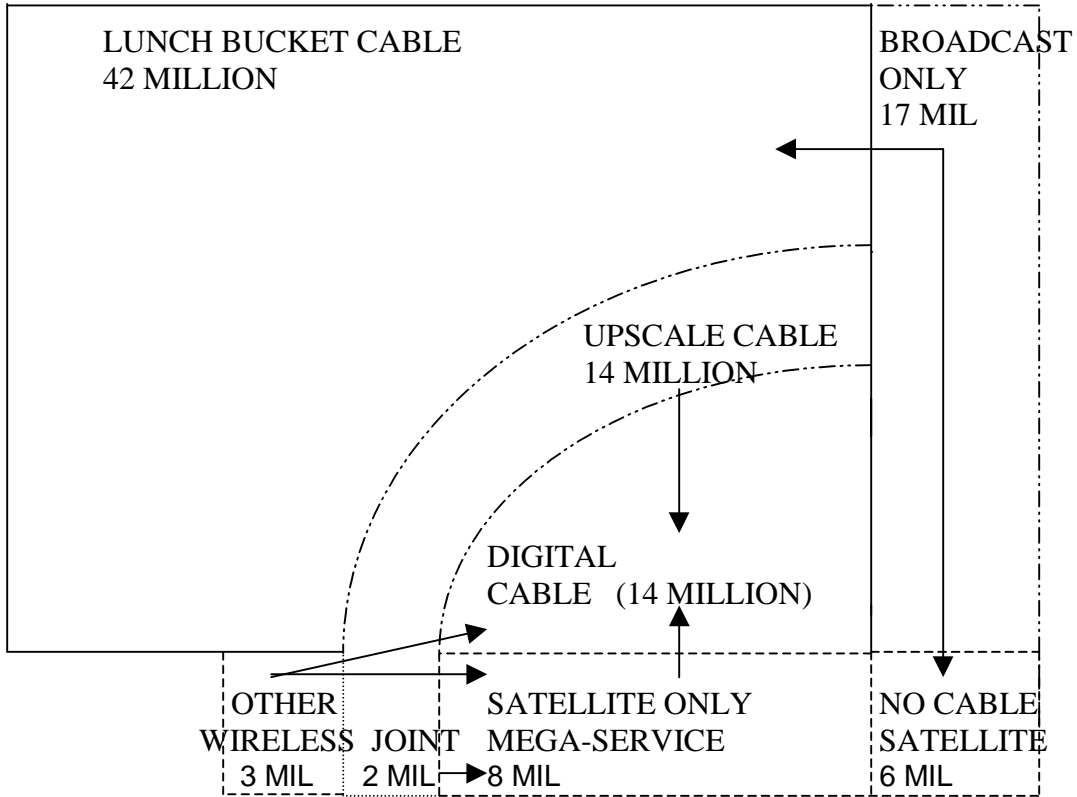 LUNCH BUCKET CABLE
42 MILLION
BROADCAST
ONLY
17 MIL
UPSCALE CABLE
14 MILLION
DIGITAL
CABLE (14 MILLION)
OTHER
WIRELESS
3 MIL
JOINT
2 MIL
SATELLITE ONLY
MEGA-SERVICE
8 MIL
NO CABLE
SATELLITE
6 MIL